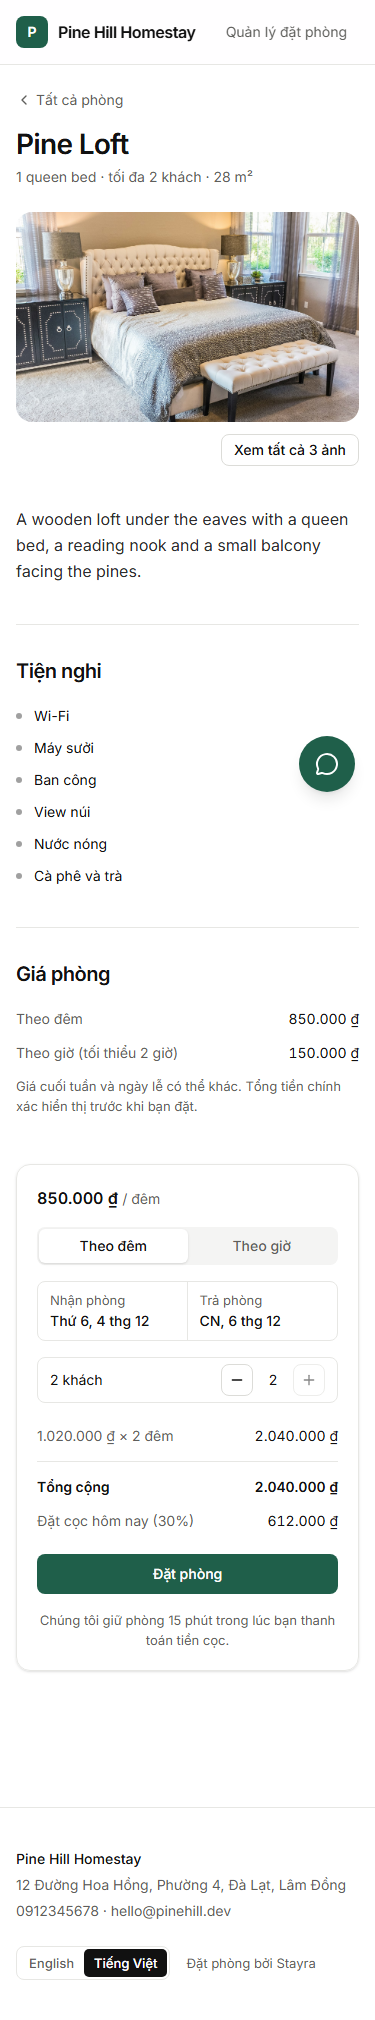 P
Pine Hill Homestay
Quản lý đặt phòng
Tất cả phòng
Pine Loft
1 queen bed · tối đa 2 khách · 28 m²
Xem tất cả 3 ảnh
A wooden loft under the eaves with a queen
bed, a reading nook and a small balcony
facing the pines.
Tiện nghi
Wi-Fi
Máy sưởi
Ban công
View núi
Nước nóng
Cà phê và trà
Giá phòng
Theo đêm 850.000 ₫
Theo giờ (tối thiểu 2 giờ) 150.000 ₫
Giá cuối tuần và ngày lễ có thể khác. Tổng tiền chính
xác hiển thị trước khi bạn đặt.
850.000 ₫ / đêm
Theo đêm Theo giờ
Nhận phòng Trả phòng
Thứ 6, 4 thg 12 CN, 6 thg 12
2 khách − 2 +
1.020.000 ₫ × 2 đêm 2.040.000 ₫
Tổng cộng 2.040.000 ₫
Đặt cọc hôm nay (30%) 612.000 ₫
Đặt phòng
Chúng tôi giữ phòng 15 phút trong lúc bạn thanh
toán tiền cọc.
Pine Hill Homestay
12 Đường Hoa Hồng, Phường 4, Đà Lạt, Lâm Đồng
0912345678 · hello@pinehill.dev
English Tiếng Việt Đặt phòng bởi Stayra